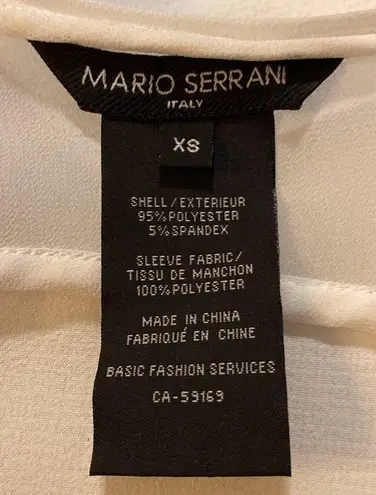 MARIO SERRANI
ITALY
XS
SHELL/EXTERIEUR
95%POLYESTER
5%SPANDEX
SLEEVE FABRIC/
TISSU DE MANCHON
100%POLYESTER
MADE IN CHINA
FABRIQUÉ EN CHINE
BASIC FASHION SERVICES
CA-59169